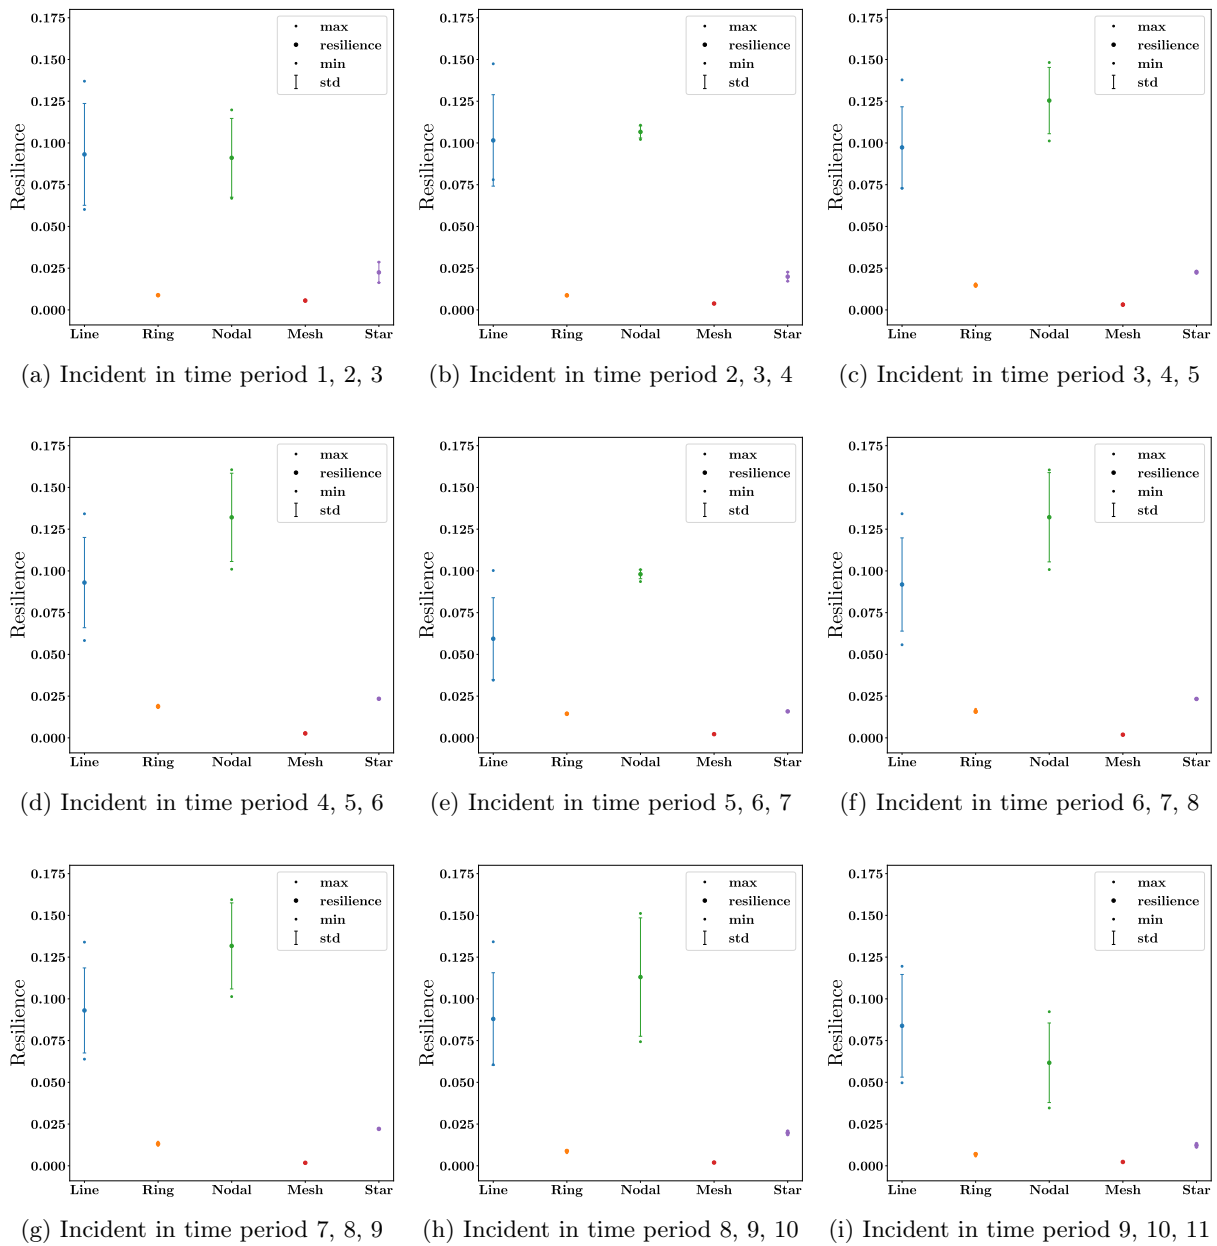 0.175
0.150
0.125
0.100
0.075
0.050
0.025
0.000
Resilience
max
resilience
min
std
Line Ring Nodal Mesh Star
(a) Incident in time period 1, 2, 3
0.175
0.150
0.125
0.100
0.075
0.050
0.025
0.000
Resilience
max
resilience
min
std
Line Ring Nodal Mesh Star
(b) Incident in time period 2, 3, 4
0.175
0.150
0.125
0.100
0.075
0.050
0.025
0.000
Resilience
max
resilience
min
std
Line Ring Nodal Mesh Star
(c) Incident in time period 3, 4, 5
0.175
0.150
0.125
0.100
0.075
0.050
0.025
0.000
Resilience
max
resilience
min
std
Line Ring Nodal Mesh Star
(d) Incident in time period 4, 5, 6
0.175
0.150
0.125
0.100
0.075
0.050
0.025
0.000
Resilience
max
resilience
min
std
Line Ring Nodal Mesh Star
(e) Incident in time period 5, 6, 7
0.175
0.150
0.125
0.100
0.075
0.050
0.025
0.000
Resilience
max
resilience
min
std
Line Ring Nodal Mesh Star
(f) Incident in time period 6, 7, 8
0.175
0.150
0.125
0.100
0.075
0.050
0.025
0.000
Resilience
max
resilience
min
std
Line Ring Nodal Mesh Star
(g) Incident in time period 7, 8, 9
0.175
0.150
0.125
0.100
0.075
0.050
0.025
0.000
Resilience
max
resilience
min
std
Line Ring Nodal Mesh Star
(h) Incident in time period 8, 9, 10
0.175
0.150
0.125
0.100
0.075
0.050
0.025
0.000
Resilience
max
resilience
min
std
Line Ring Nodal Mesh Star
(i) Incident in time period 9, 10, 11